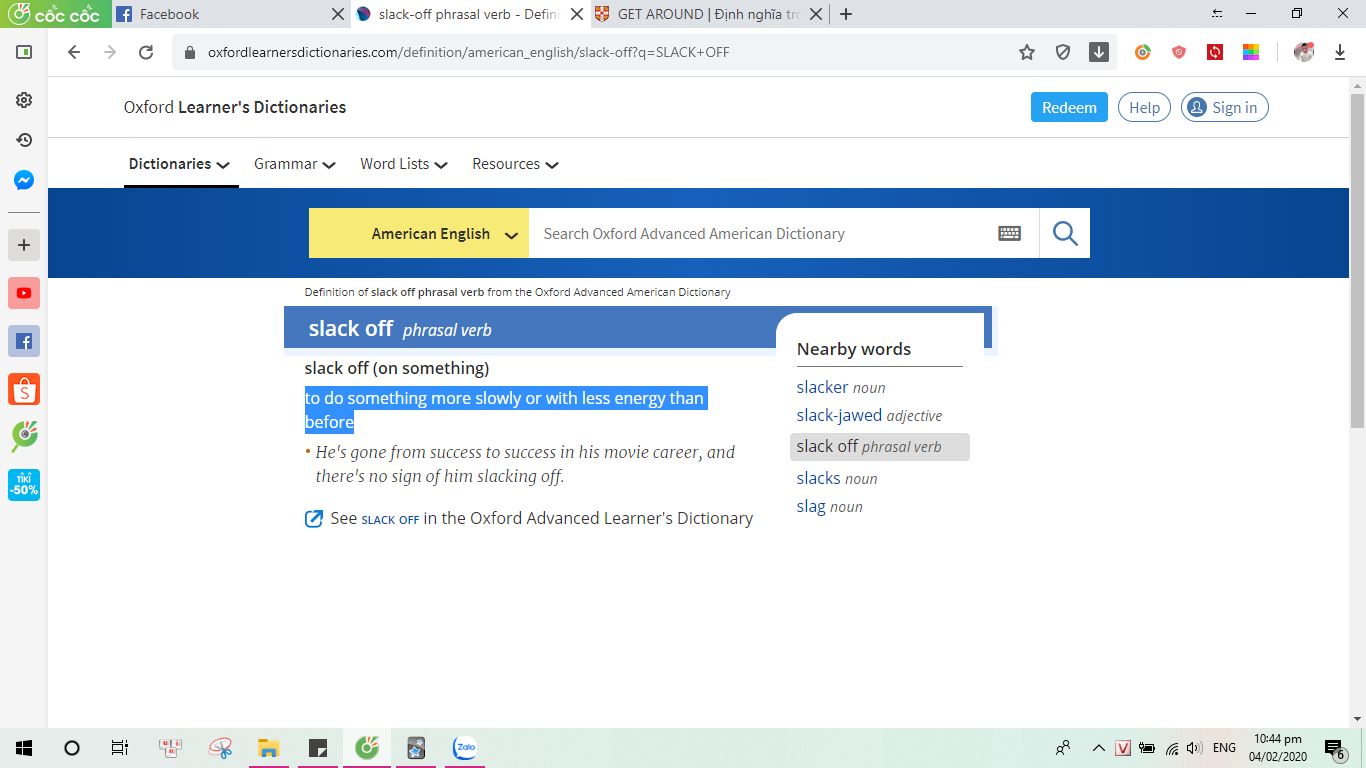 cốc cốc
Facebook
slack-off phrasal verb - Defin
GET AROUND | Định nghĩa tro
oxfordlearnersdictionaries.com/definition/american_english/slack-off?q=SLACK+OFF
Oxford Learner's Dictionaries
Redeem
Help
Sign in
Dictionaries
Grammar
Word Lists
Resources
American English
Search Oxford Advanced American Dictionary
Definition of slack off phrasal verb from the Oxford Advanced American Dictionary
slack off phrasal verb
slack off (on something)
to do something more slowly or with less energy than
before
• He's gone from success to success in his movie career, and
there's no sign of him slacking off.
See SLACK OFF in the Oxford Advanced Learner's Dictionary
Nearby words
slacker noun
slack-jawed adjective
slack off phrasal verb
slacks noun
slag noun
TIKI
-50%
Zalo
V
ENG
10:44 pm
04/02/2020
6